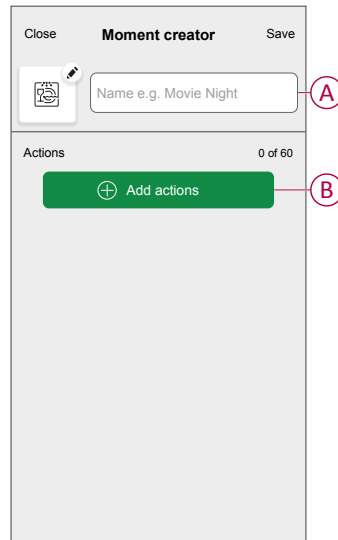 Close Moment creator Save
Name e.g. Movie Night
A
Actions 0 of 60
Add actions
B